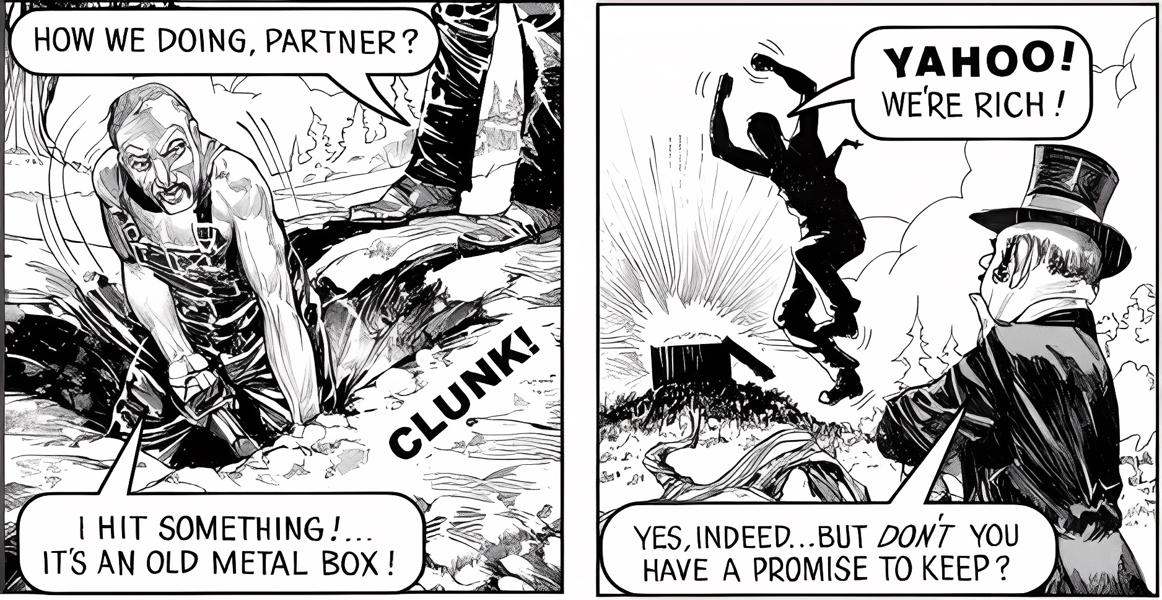 HOW WE DOING, PARTNER?
CLUNK!
I HIT SOMETHING!...
IT'S AN OLD METAL BOX!
YAHOO!
WE'RE RICH!
YES, INDEED...BUT DON'T YOU
HAVE A PROMISE TO KEEP?